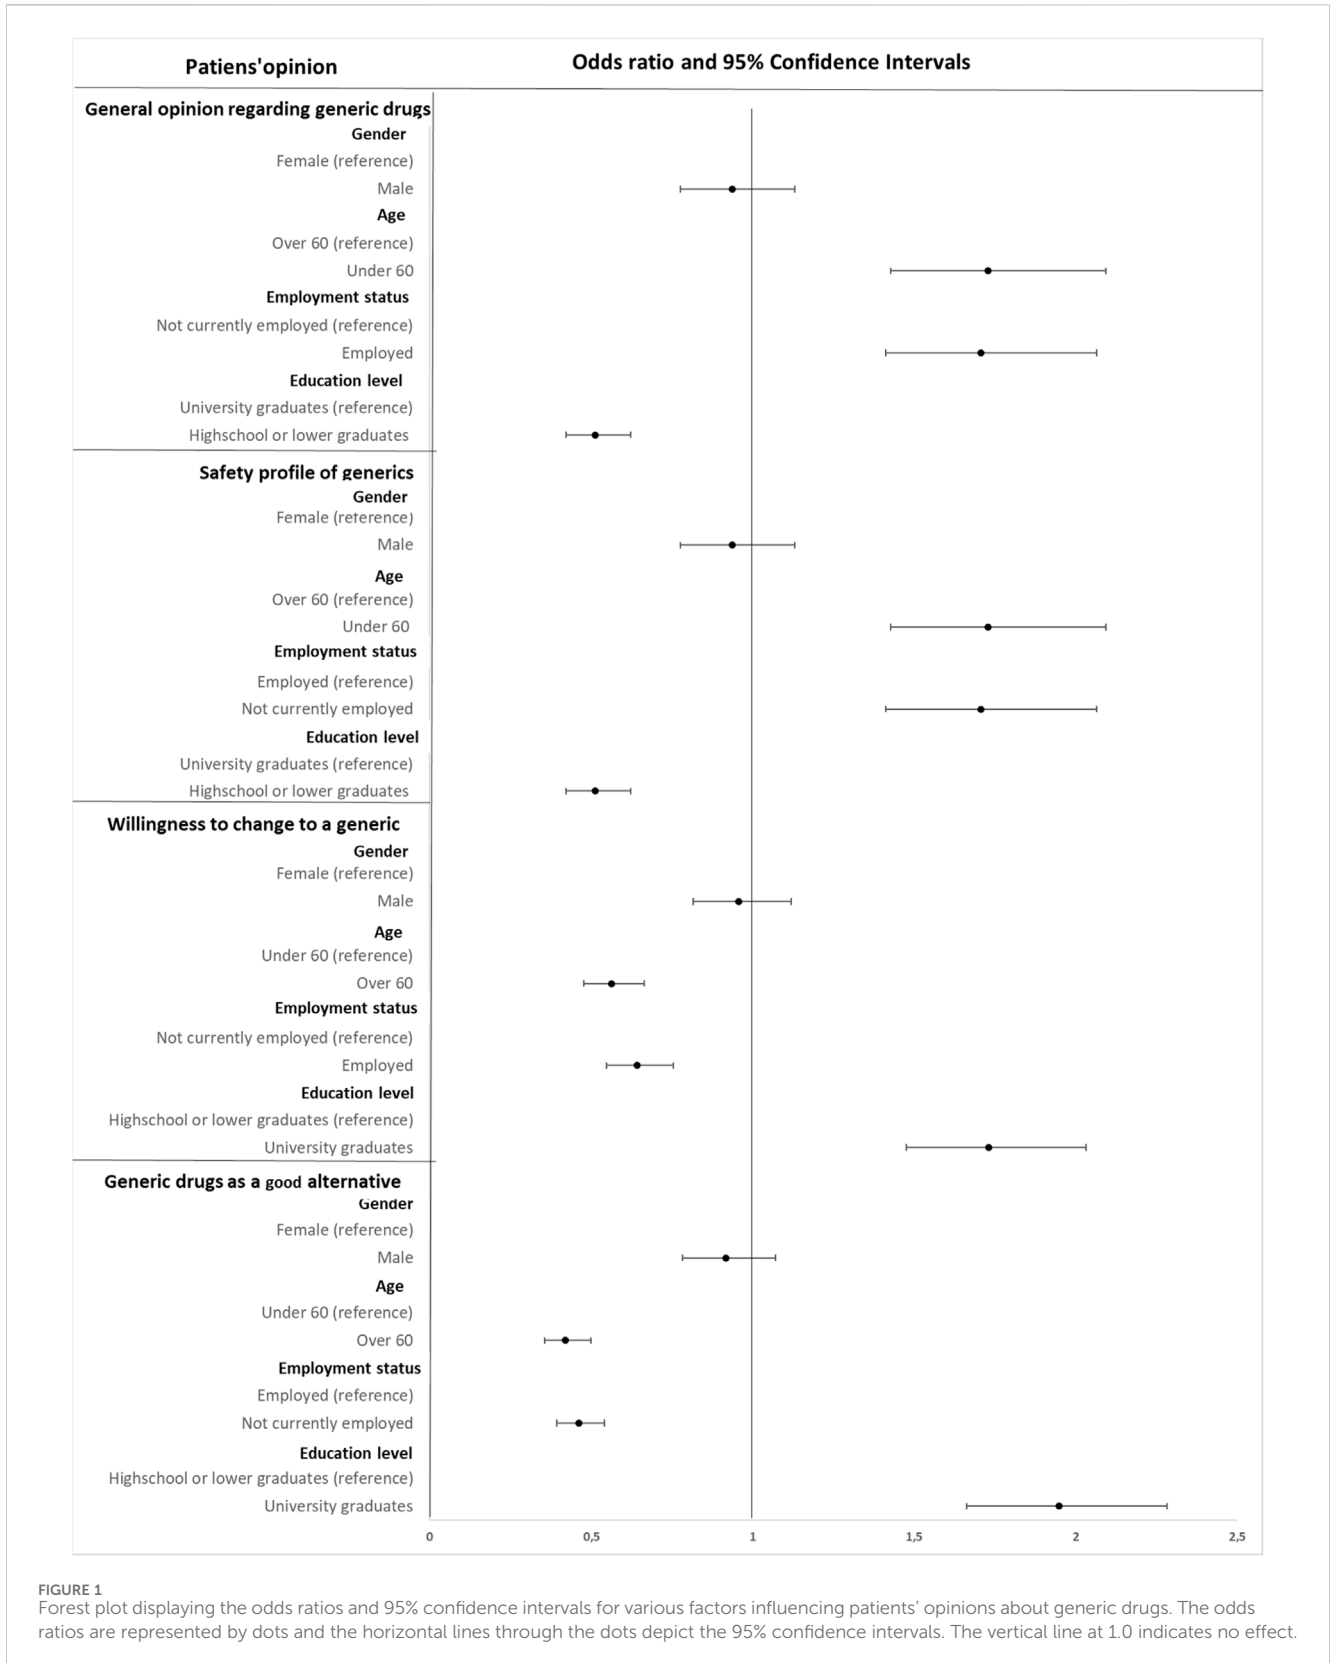 Patiens'opinion
Odds ratio and 95% Confidence Intervals
General opinion regarding generic drugs
Gender
Female (reference)
Male
Age
Over 60 (reference)
Under 60
Employment status
Not currently employed (reference)
Employed
Education level
University graduates (reference)
Highschool or lower graduates
Safety profile of generics
Gender
Female (reference)
Male
Age
Over 60 (reference)
Under 60
Employment status
Employed (reference)
Not currently employed
Education level
University graduates (reference)
Highschool or lower graduates
Willingness to change to a generic
Gender
Female (reference)
Male
Age
Under 60 (reference)
Over 60
Employment status
Not currently employed (reference)
Employed
Education level
Highschool or lower graduates (reference)
University graduates
Generic drugs as a good alternative
Gender
Female (reference)
Male
Age
Under 60 (reference)
Over 60
Employment status
Employed (reference)
Not currently employed
Education level
Highschool or lower graduates (reference)
University graduates
0 0,5 1 1,5 2 2,5
FIGURE 1
Forest plot displaying the odds ratios and 95% confidence intervals for various factors influencing patients' opinions about generic drugs. The odds
ratios are represented by dots and the horizontal lines through the dots depict the 95% confidence intervals. The vertical line at 1.0 indicates no effect.